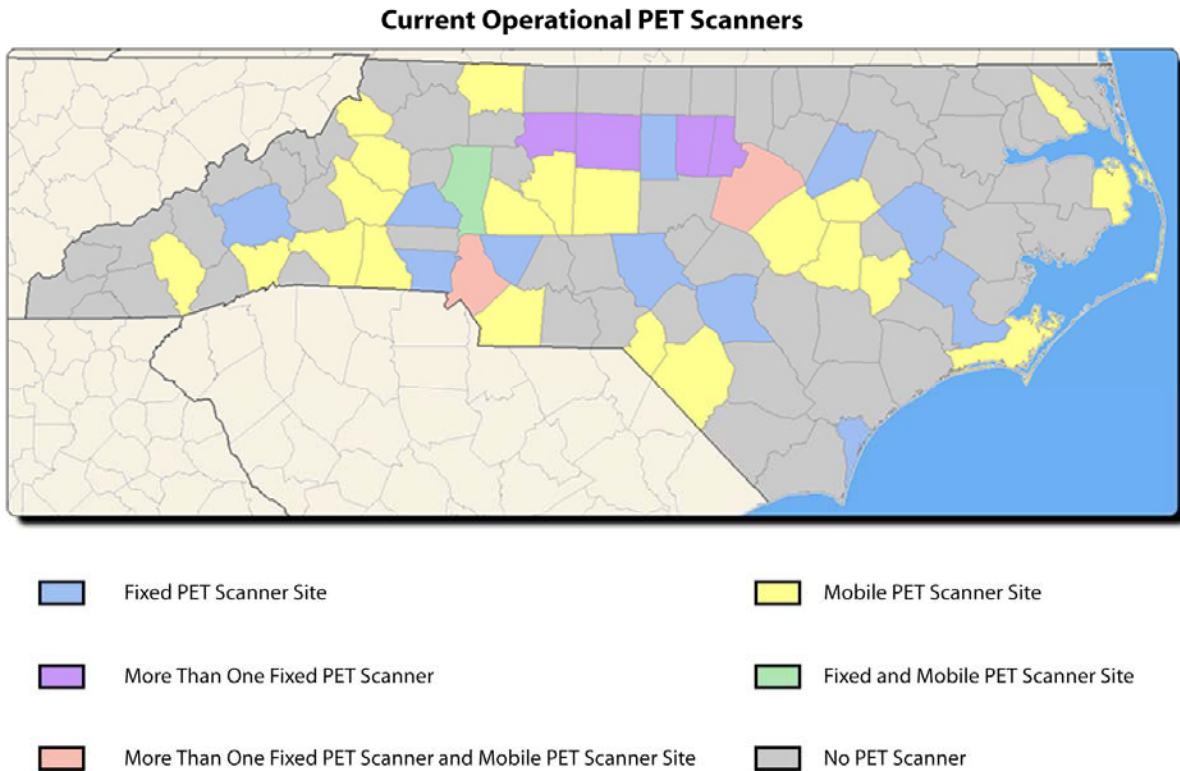 Current Operational PET Scanners
Fixed PET Scanner Site
Mobile PET Scanner Site
More Than One Fixed PET Scanner
Fixed and Mobile PET Scanner Site
More Than One Fixed PET Scanner and Mobile PET Scanner Site
No PET Scanner